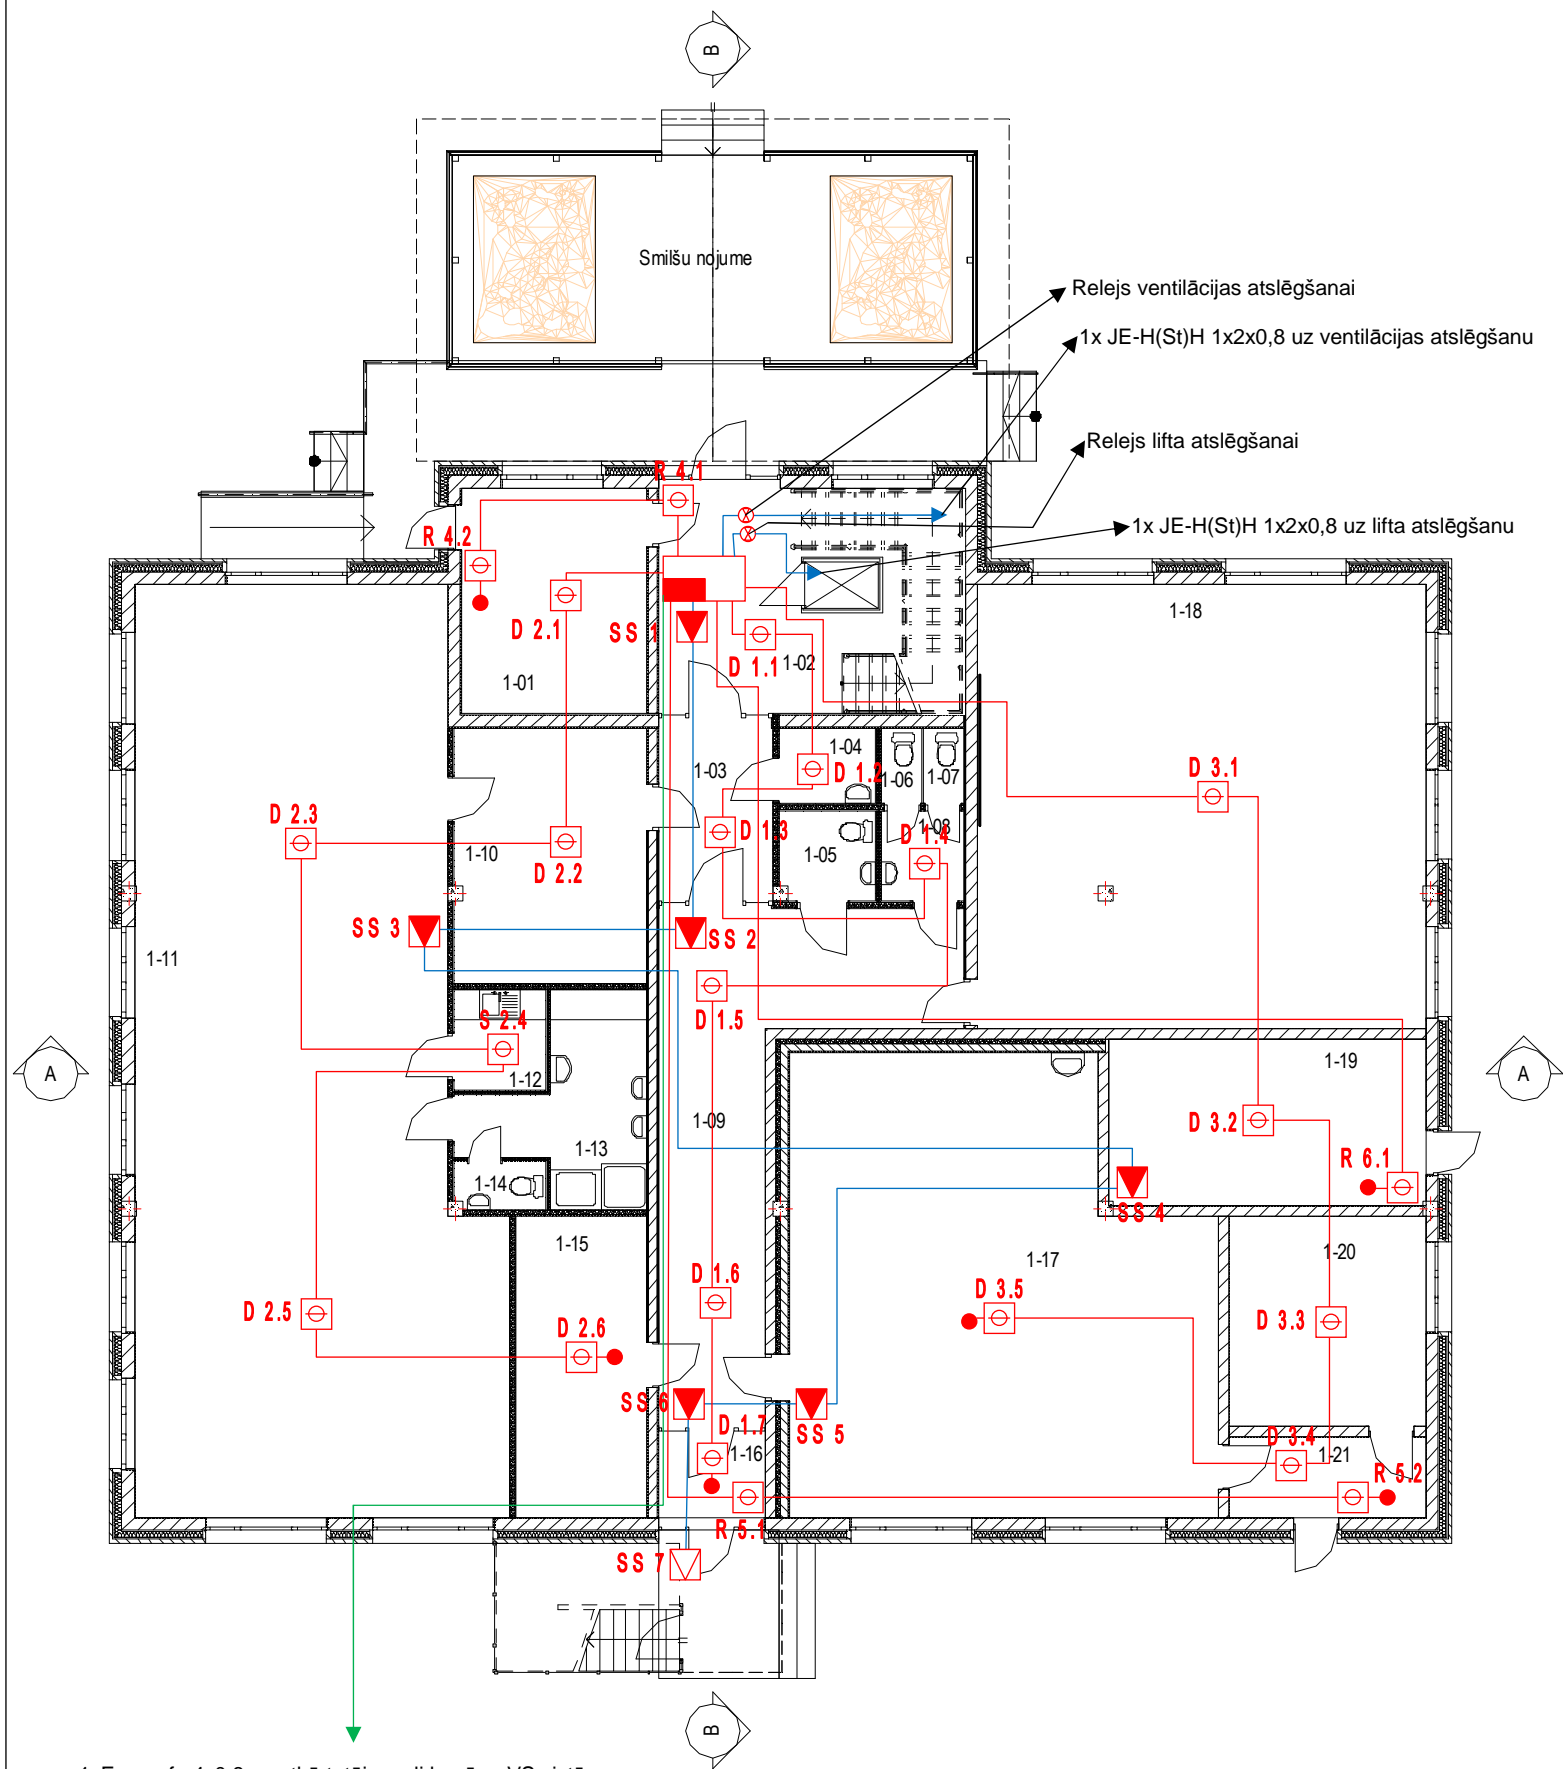 B
Smilšu nojume
Relejs ventilācijas atslēgšanai
1x JE-H(St)H 1x2x0,8 uz ventilācijas atslēgšanu
Relejs lifta atslēgšanai
1x JE-H(St)H 1x2x0,8 uz lifta atslēgšanu
R 4.1
R 4.2
D 2.1
SS 1
D 1.1
1-02
1-18
1-01
1-03
1-04
D 1.2
1-06
1-07
D 3.1
D 2.3
1-10
D 2.2
D 1.3
1-05
D 1.4
1-08
SS 3
SS 2
1-11
D 1.5
S 2.4
1-12
1-19
A
A
1-09
D 3.2
1-13
1-14
R 6.1
SS 4
1-15
1-17
1-20
D 1.6
D 3.5
D 2.5
D 2.6
D 3.3
SS 6
SS 5
D 1.7
1-16
D 3.4
1-21
R 5.2
R 5.1
SS 7
B